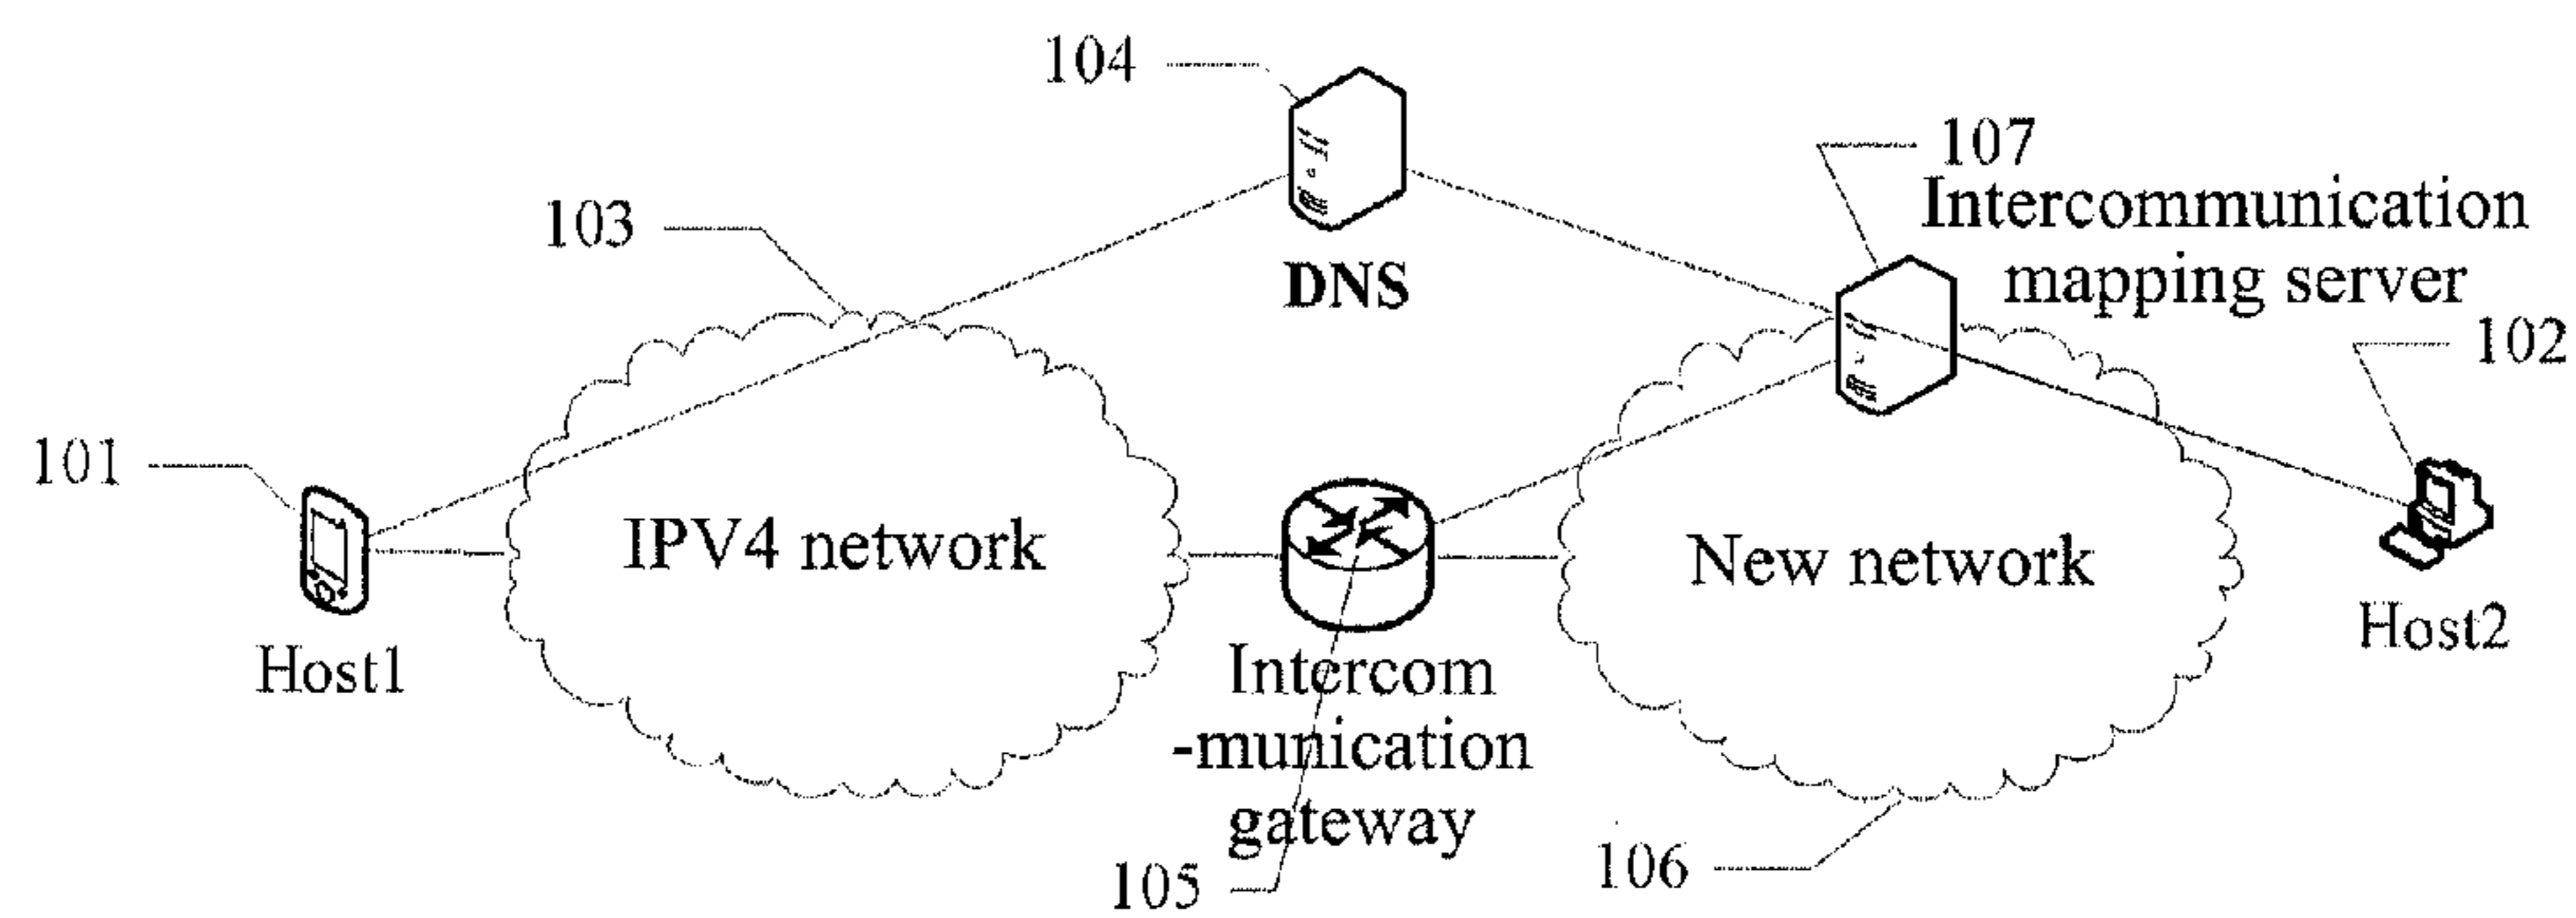 104
107
Intercommunication
mapping server
103
DNS
102
101
IPV4 network
New network
Host1
Host2
Intercom
-munication
gateway
105
106